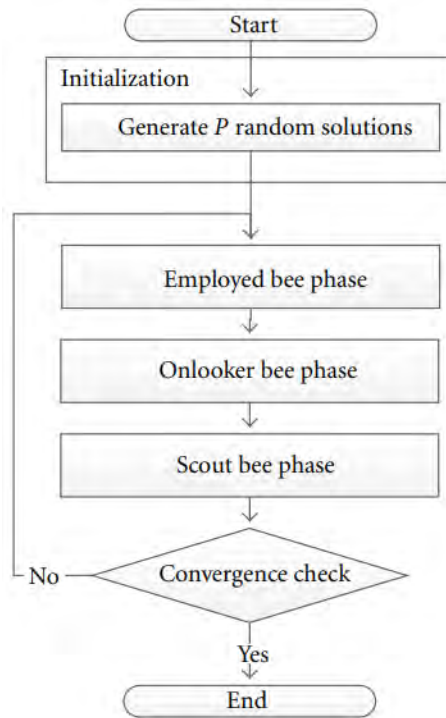 Start
Initialization
Generate P random solutions
Employed bee phase
Onlooker bee phase
Scout bee phase
Convergence check
No
Yes
End